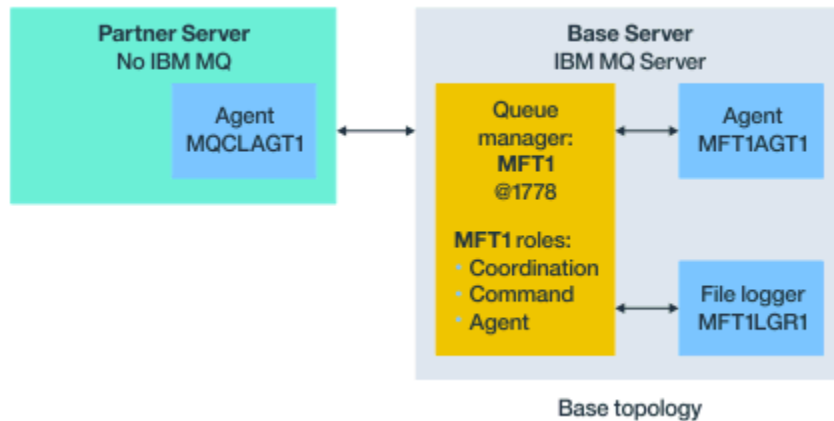 Partner Server
No IBM MQ
Agent
MQCLAGT1
Base Server
IBM MQ Server
Queue
manager:
MFT1
@1778
MFT1 roles:
• Coordination
• Command
• Agent
Agent
MFT1AGT1
File logger
MFT1LGR1
Base topology